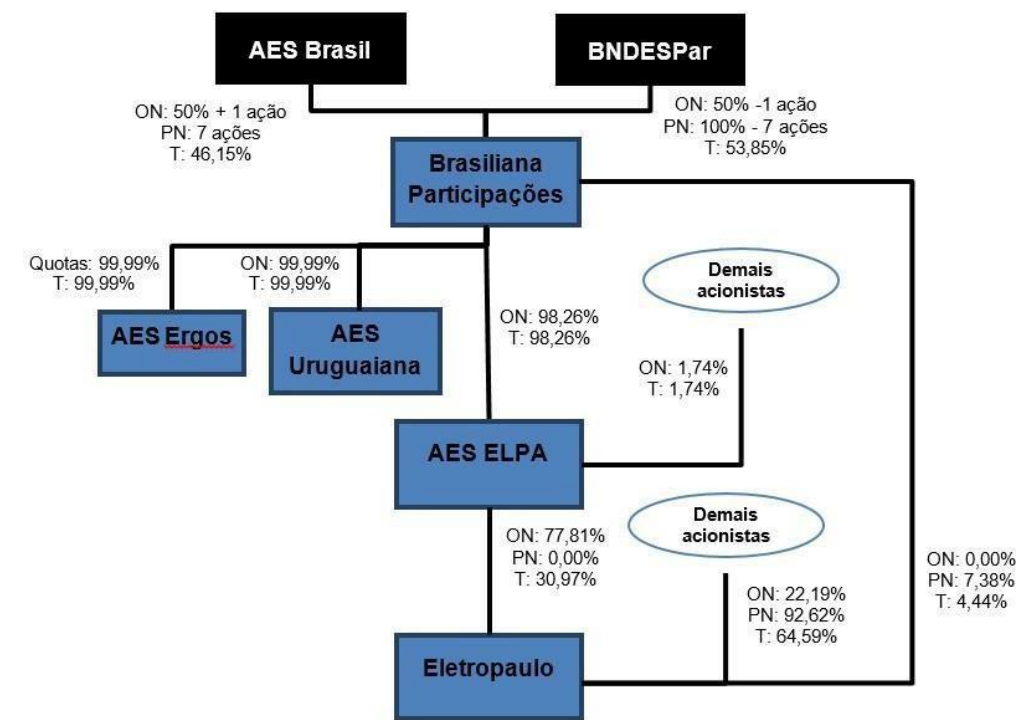 AES Brasil
BNDESPar
ON: 50% + 1 ação
PN: 7 ações
T: 46,15%
ON: 50% -1 ação
PN: 100% - 7 ações
T: 53,85%
Brasiliana
Participações
Quotas: 99,99%
T: 99,99%
ON: 99,99%
T: 99,99%
AES Ergos
AES
Uruguaiana
ON: 98,26%
T: 98,26%
Demais
acionistas
ON: 1,74%
T: 1,74%
AES ELPA
Demais
acionistas
ON: 77,81%
PN: 0,00%
T: 30,97%
ON: 22,19%
PN: 92,62%
T: 64,59%
ON: 0,00%
PN: 7,38%
T: 4,44%
Eletropaulo